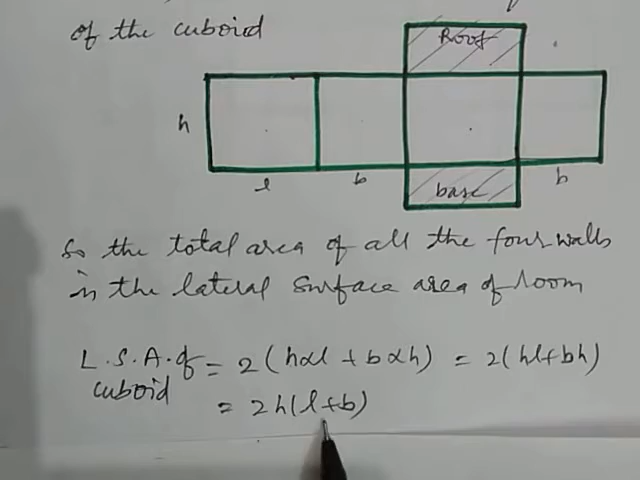 of the cuboid
Roof
h
l b b
base
So the total area of all the four walls
is the lateral surface area of room
L.S.A. of = 2 (h×l + b×h) = 2(hl+bh)
cuboid
= 2h(l+b)